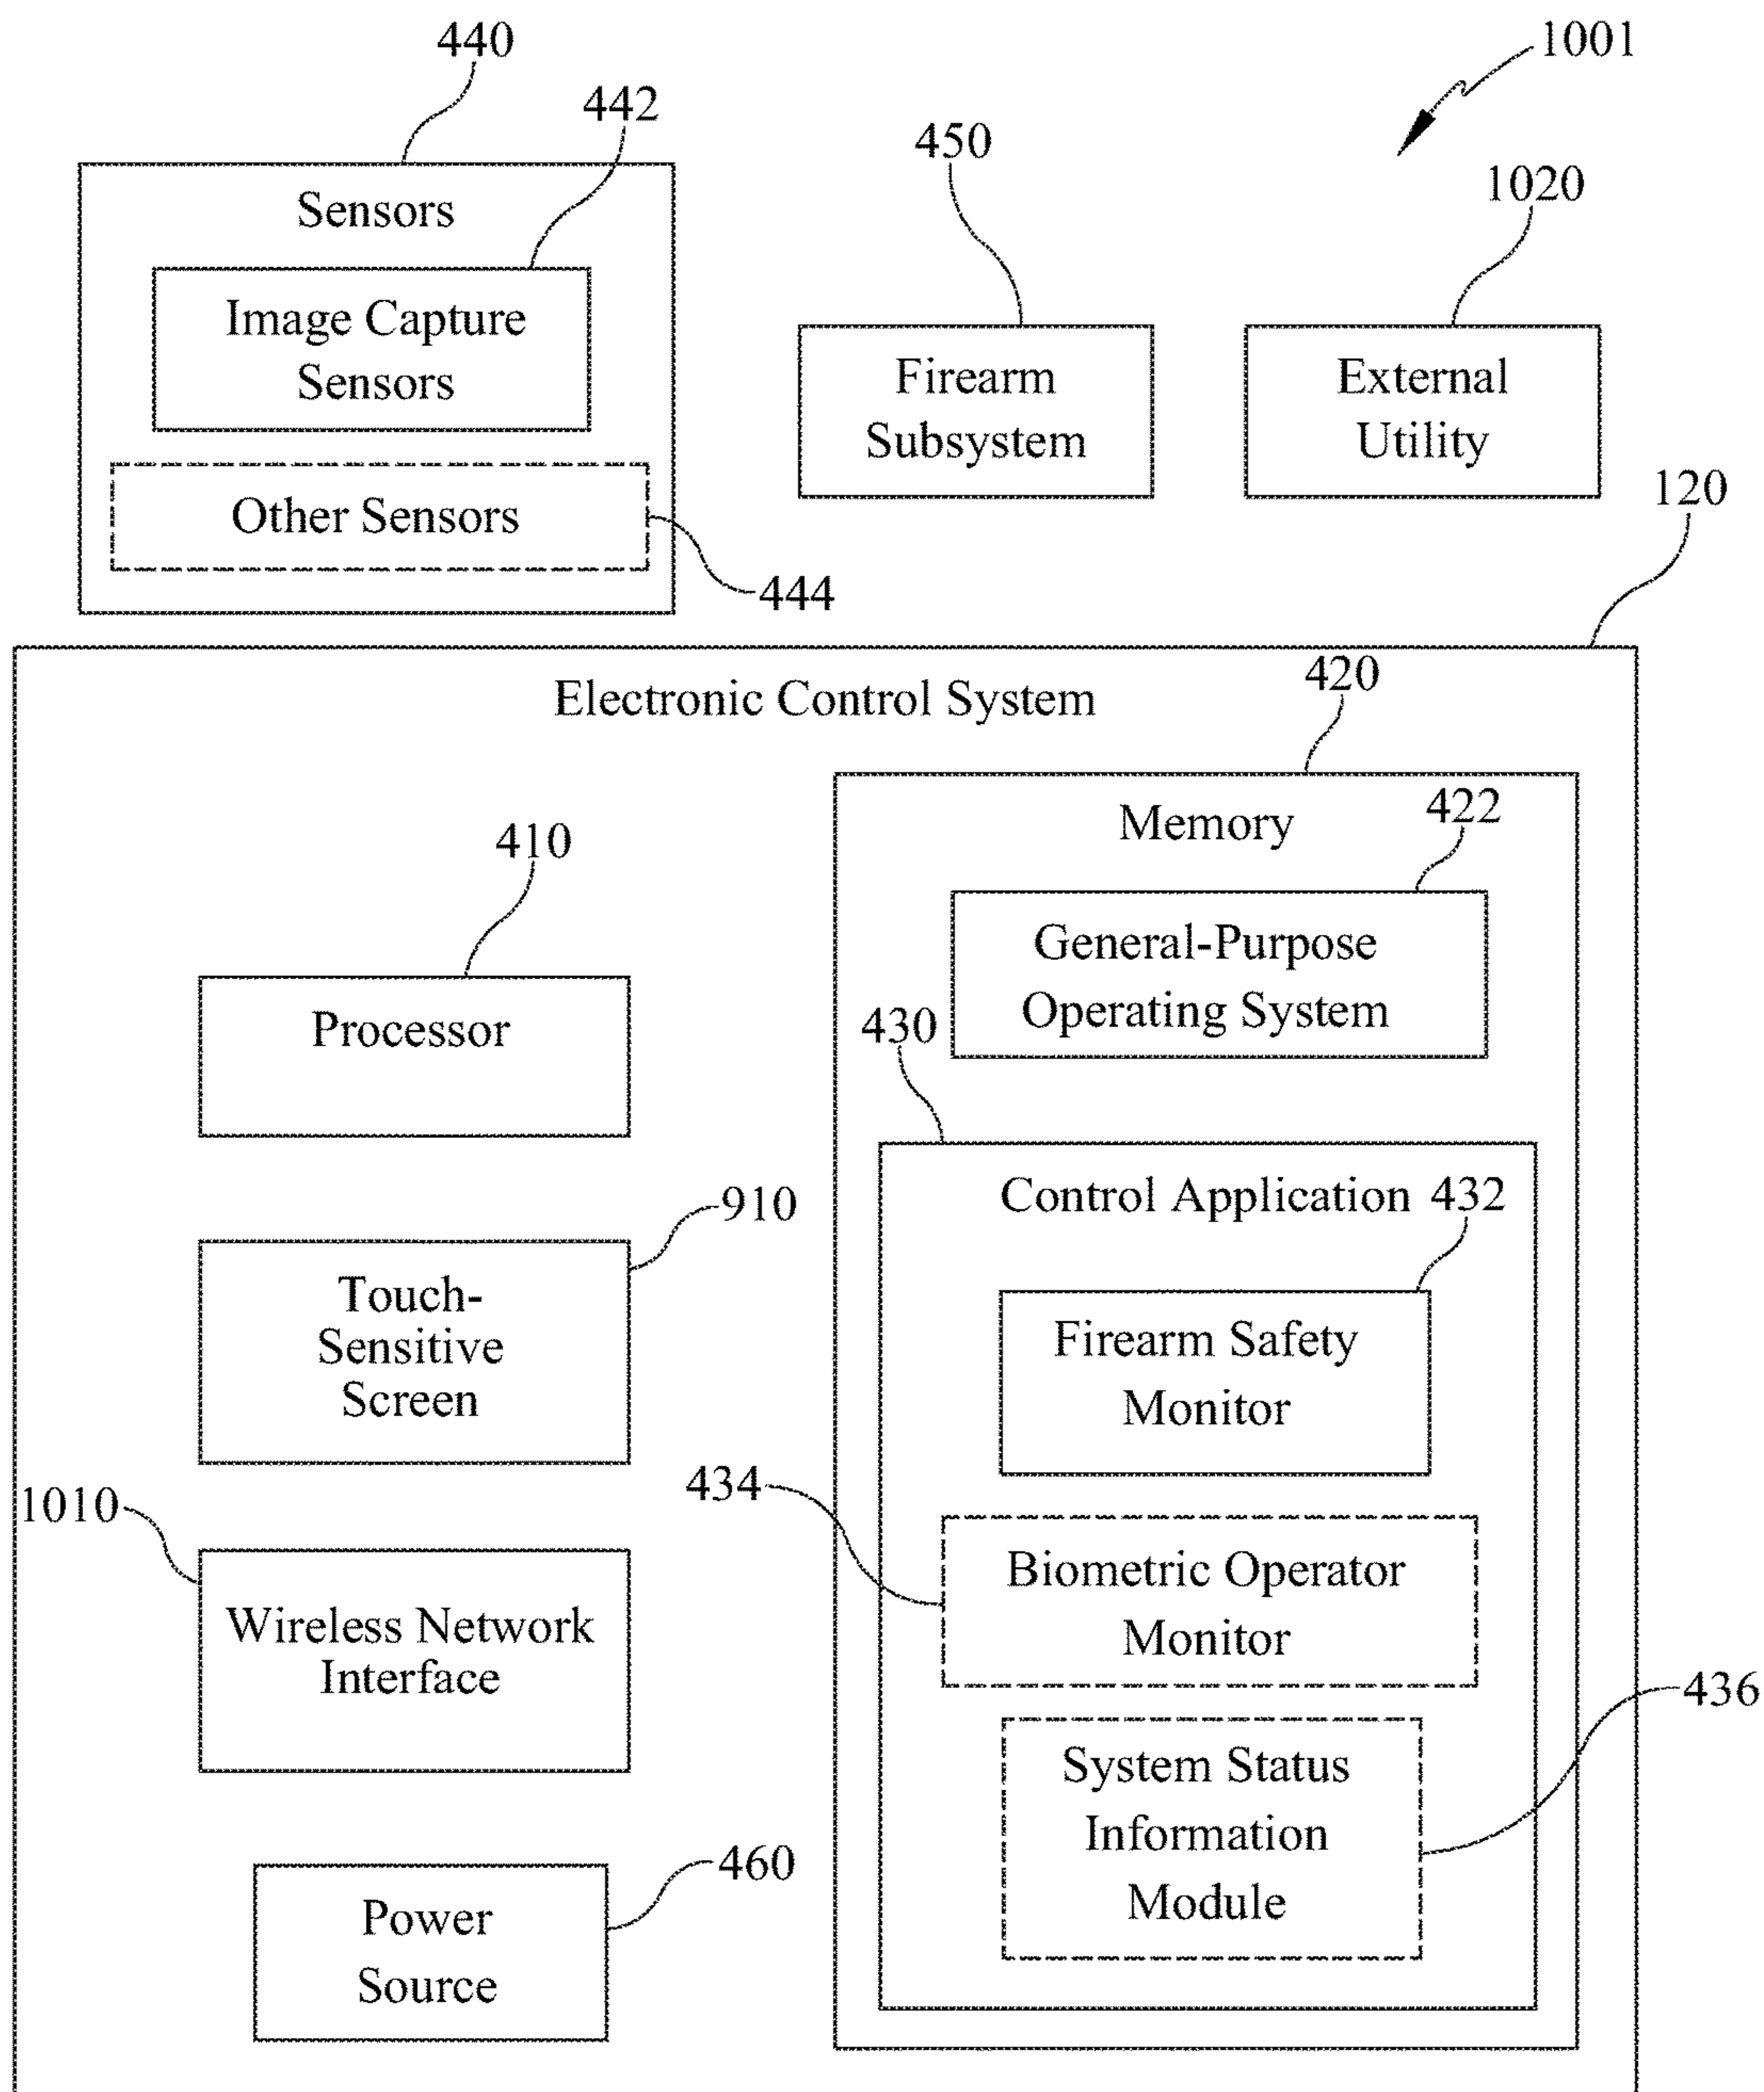 440
1001
442
450
1020
Sensors
Image Capture
Sensors
Firearm
Subsystem
External
Utility
120
Other Sensors
444
Electronic Control System
420
Memory
422
410
General-Purpose
Operating System
Processor
430
Control Application
432
910
Touch-
Sensitive
Screen
Firearm Safety
Monitor
434
1010
Biometric Operator
Monitor
Wireless Network
Interface
436
System Status
Information
Module
460
Power
Source